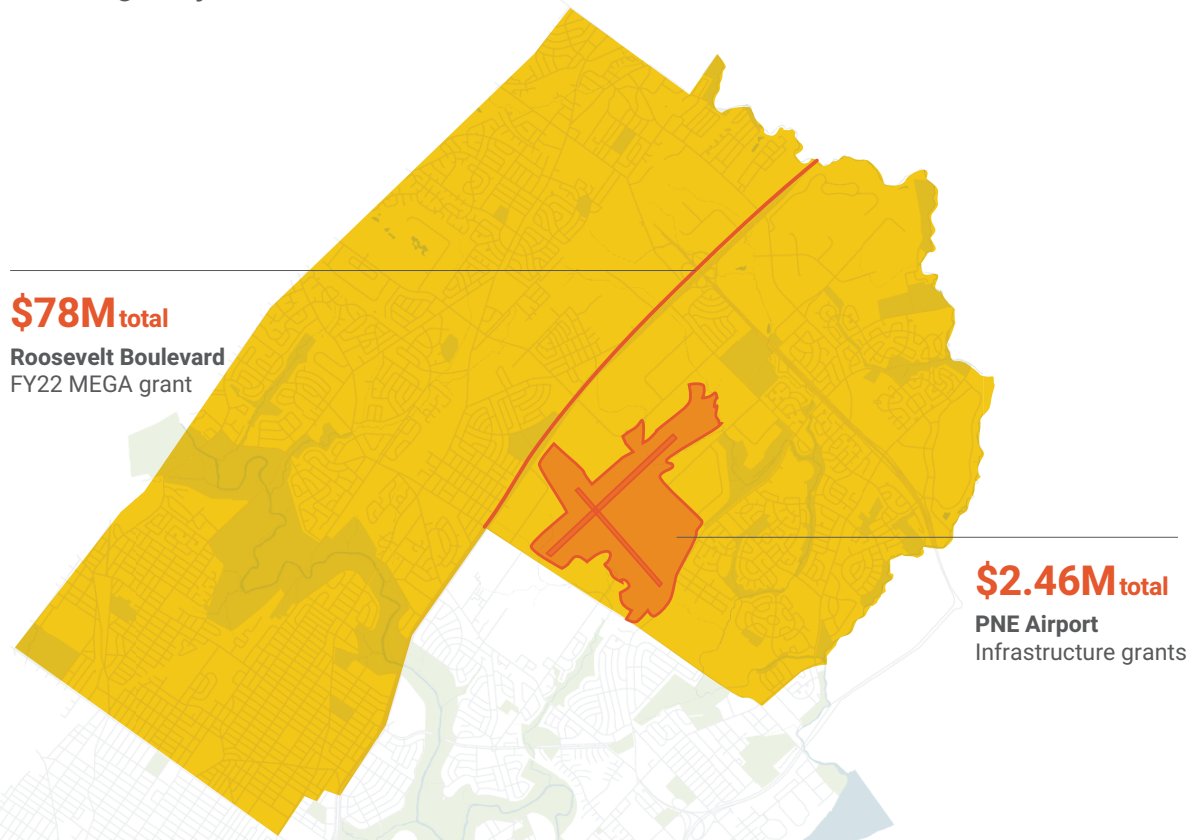 $78M total
Roosevelt Boulevard
FY22 MEGA grant
$2.46M total
PNE Airport
Infrastructure grants